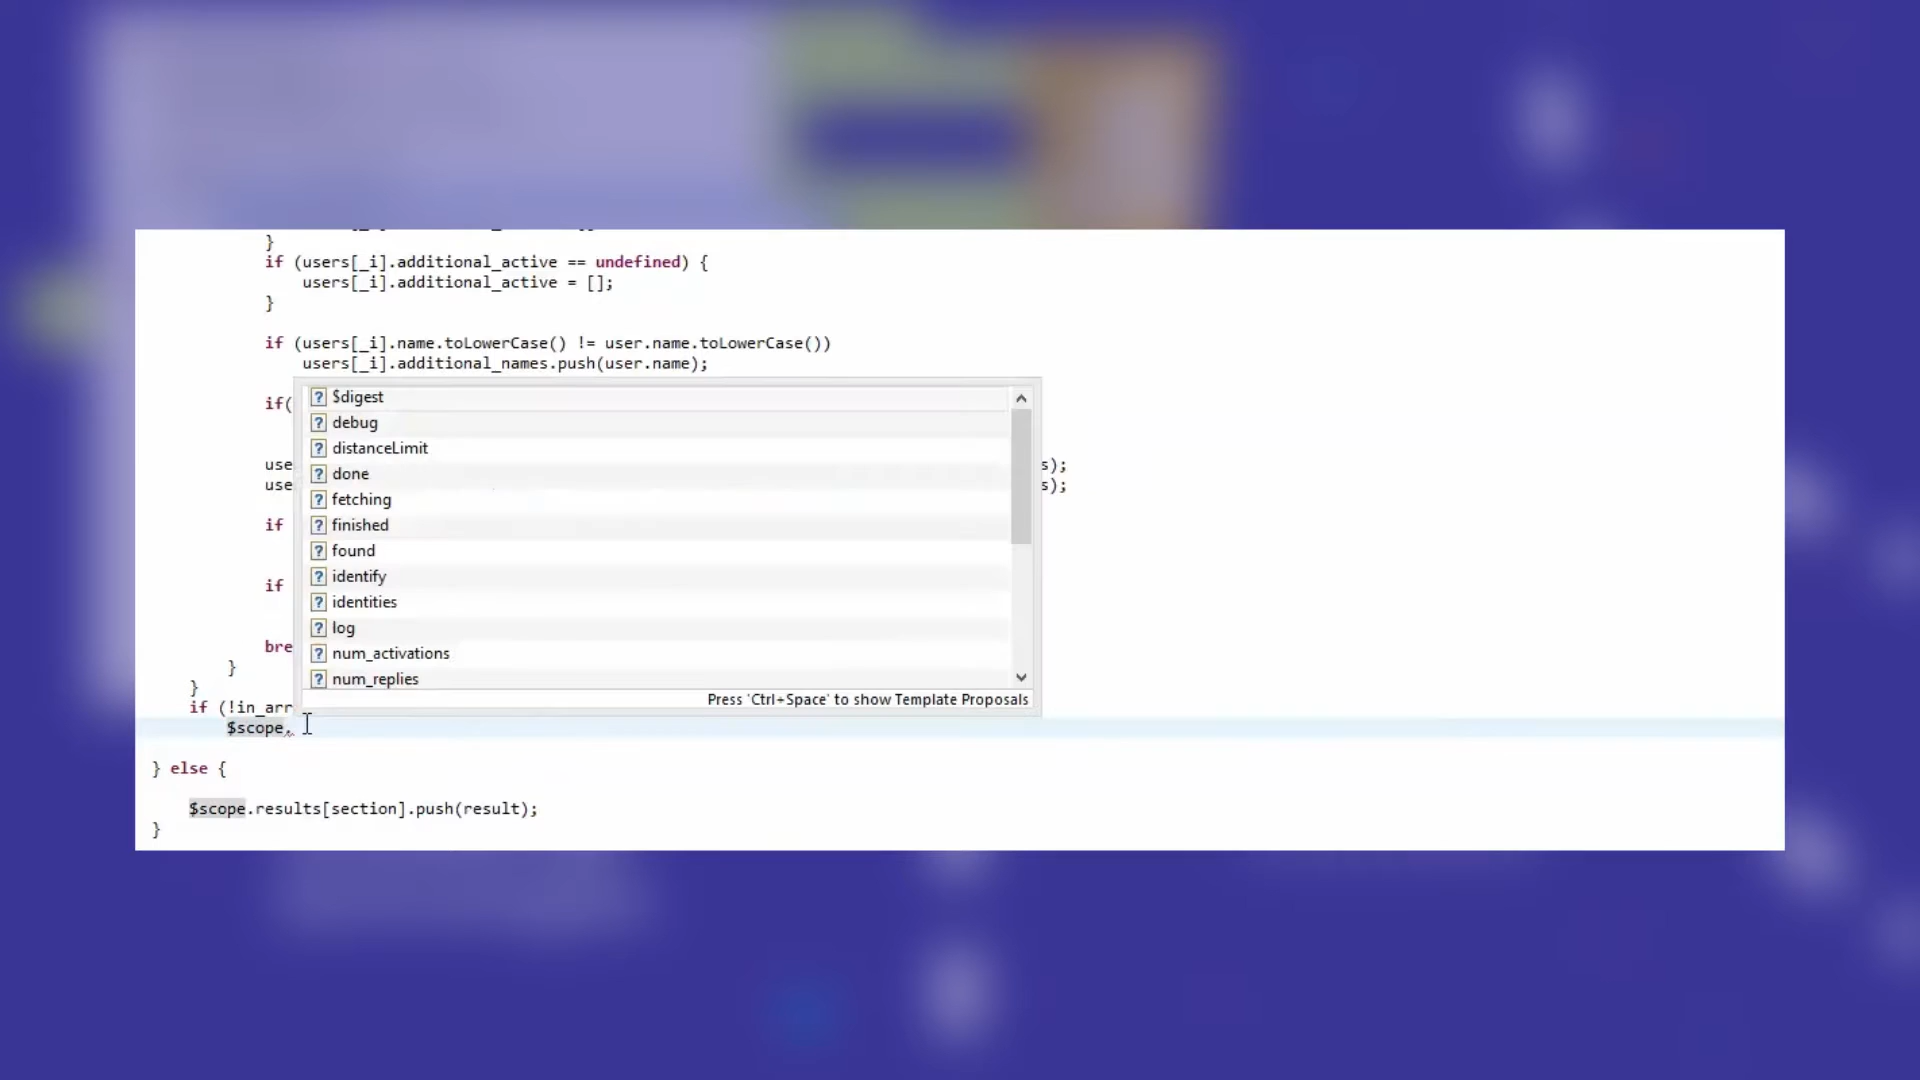 }
if (users[_i].additional_active == undefined) {
users[_i].additional_active = [];
}
if (users[_i].name.toLowerCase() != user.name.toLowerCase())
users[_i].additional_names.push(user.name);
if(
$digest
debug
distanceLimit
use s);
done
use s);
fetching
if finished
found
identify
if
identities
log
bre
num_activations
}
num_replies
}
Press 'Ctrl+Space' to show Template Proposals
if (!in_arr
$scope.
} else {
$scope.results[section].push(result);
}